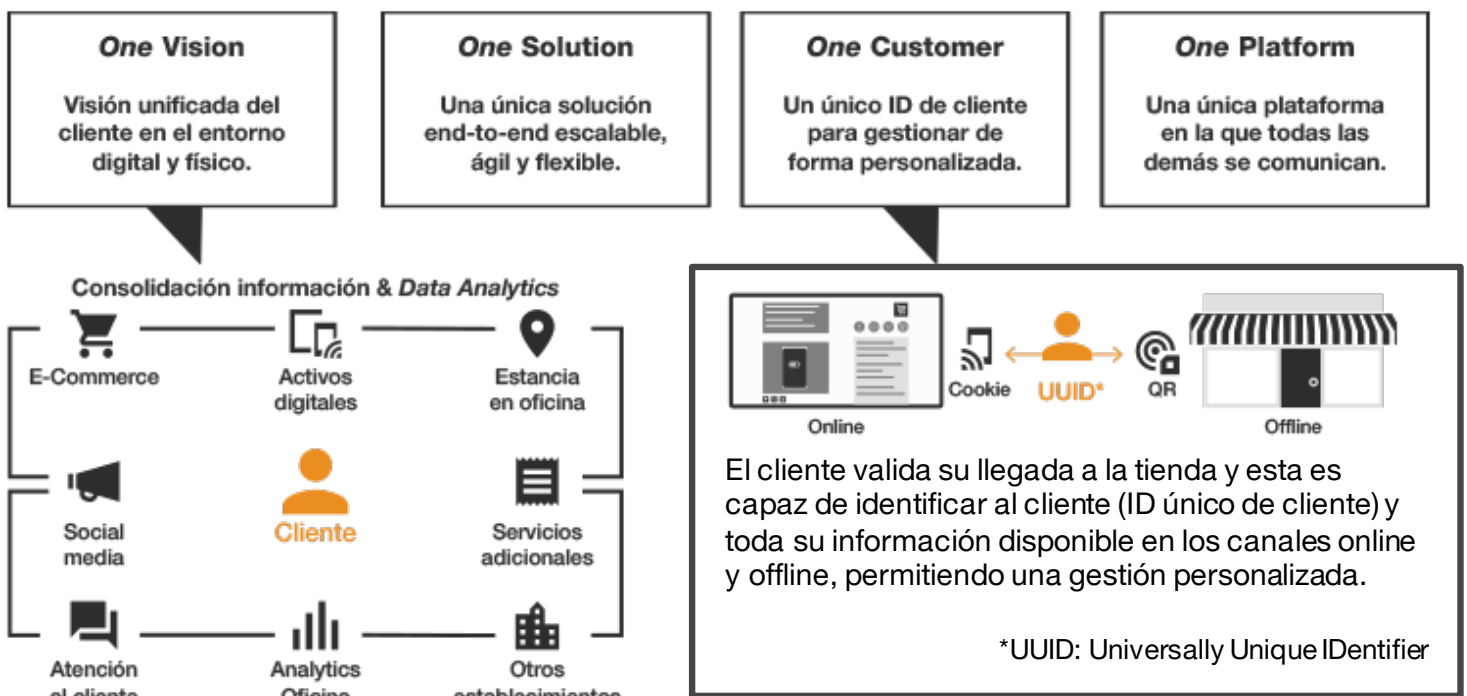 One Vision
Visión unificada del
cliente en el entorno
digital y físico.
One Solution
Una única solución
end-to-end escalable,
ágil y flexible.
One Customer
Un único ID de cliente
para gestionar de
forma personalizada.
One Platform
Una única plataforma
en la que todas las
demás se comunican.
Consolidación información & Data Analytics
E-Commerce
Activos
digitales
Estancia
en oficina
Social
media
Cliente
Servicios
adicionales
Atención
al cliente
Analytics
Oficina
Otros
establecimientos
Online
Cookie
UUID*
QR
Offline
El cliente valida su llegada a la tienda y esta es
capaz de identificar al cliente (ID único de cliente) y
toda su información disponible en los canales online
y offline, permitiendo una gestión personalizada.
*UUID: Universally Unique IDentifier